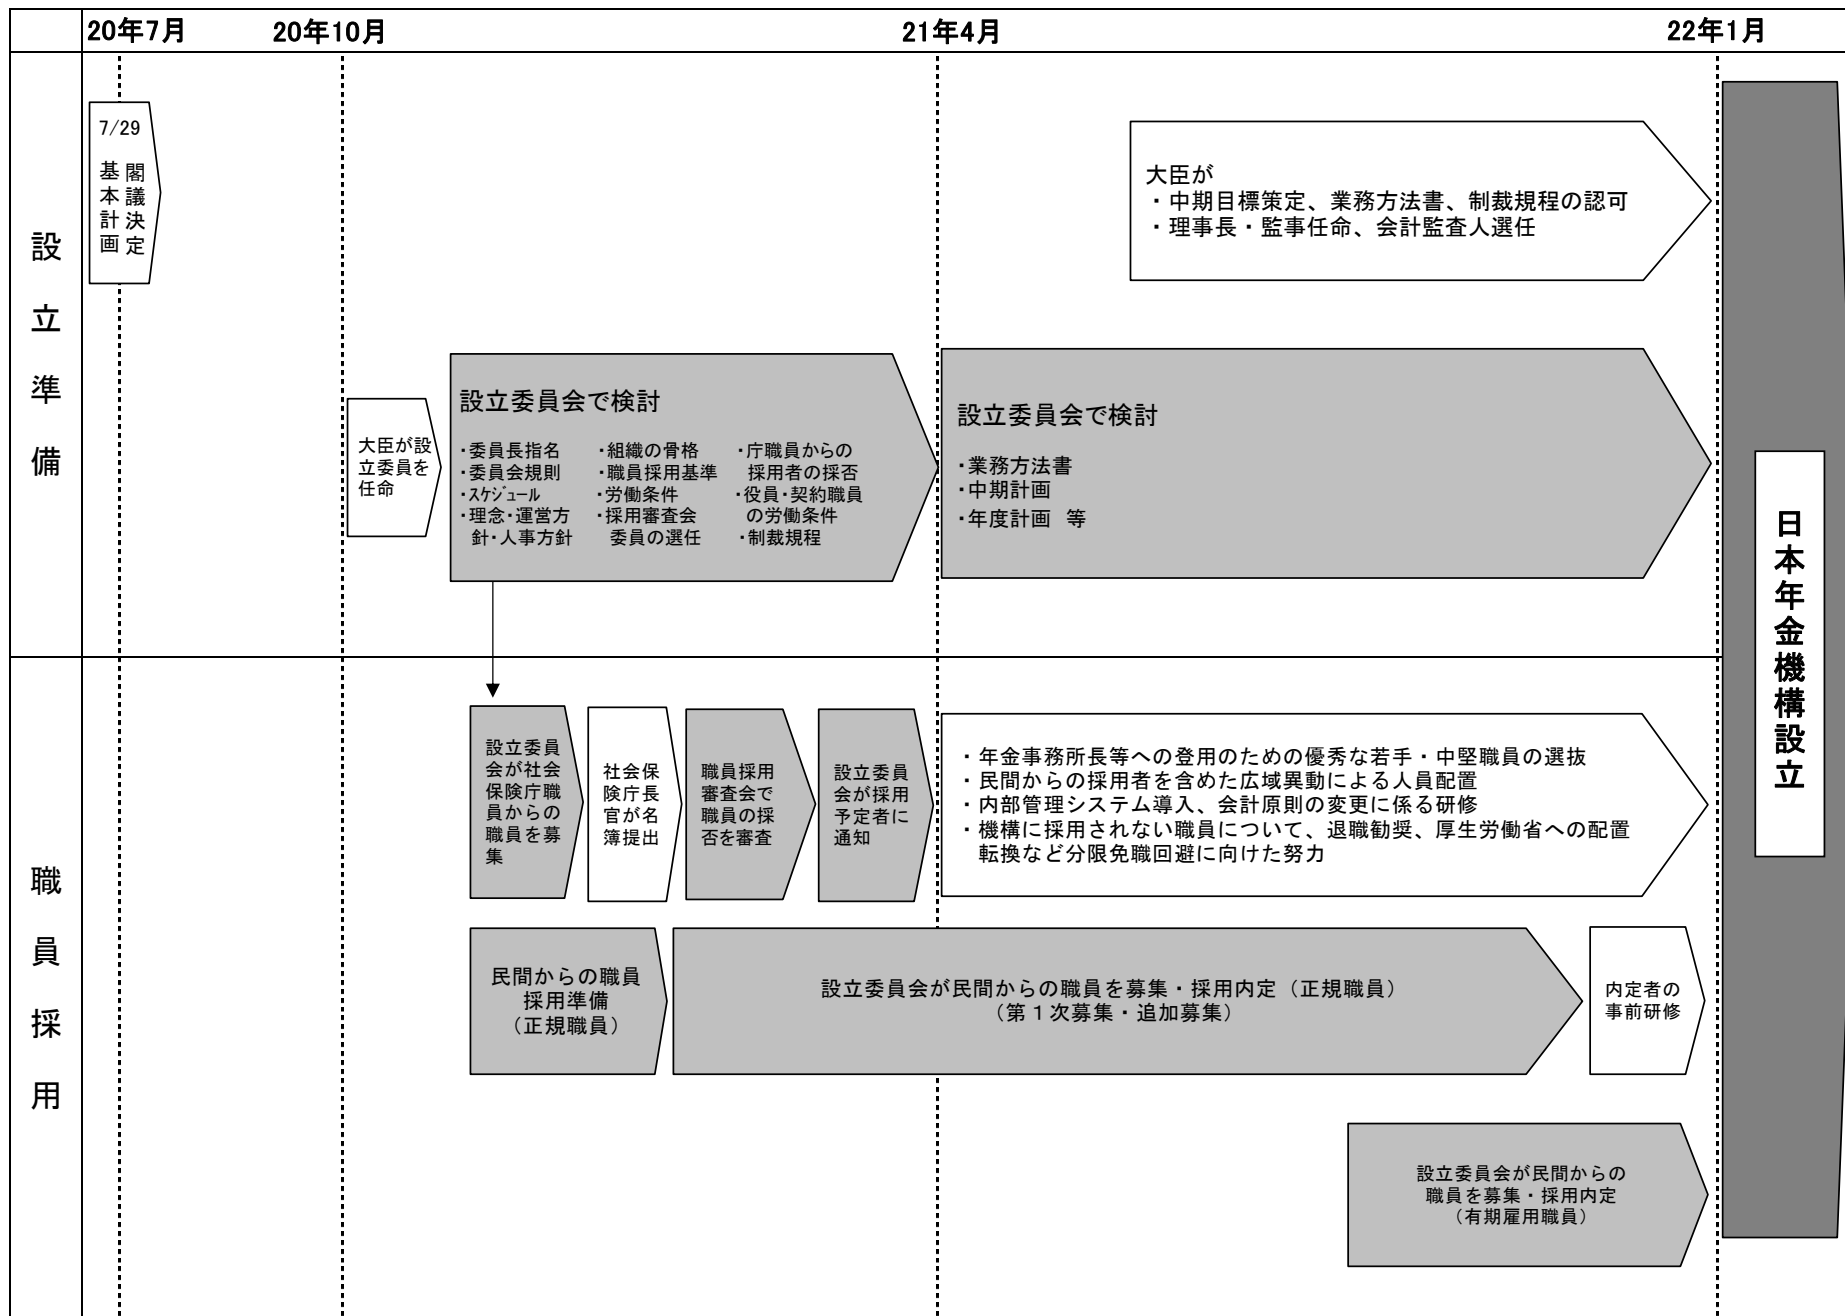 20年7月
20年10月
21年4月
22年1月
設立準備
7/29
閣議決定
基本計画
大臣が
・中期目標策定、業務方法書、制裁規程の認可
・理事長・監事任命、会計監査人選任
大臣が設
立委員を
任命
設立委員会で検討
・委員長指名
・委員会規則
・スケジュール
・理念・運営方
針・人事方針
・組織の骨格
・職員採用基準
・労働条件
・採用審査会
委員の選任
・庁職員からの
採用者の採否
・役員・契約職員
の労働条件
・制裁規程
設立委員会で検討
・業務方法書
・中期計画
・年度計画 等
日本年金機構設立
職員採用
設立委員
会が社会
保険庁職
員からの
職員を募
集
社会保
険庁長
官が名
簿提出
職員採用
審査会で
職員の採
否を審査
設立委員
会が採用
予定者に
通知
・年金事務所長等への登用のための優秀な若手・中堅職員の選抜
・民間からの採用者を含めた広域異動による人員配置
・内部管理システム導入、会計原則の変更に係る研修
・機構に採用されない職員について、退職勧奨、厚生労働省への配置
転換など分限免職回避に向けた努力
民間からの職員
採用準備
（正規職員）
設立委員会が民間からの職員を募集・採用内定（正規職員）
（第１次募集・追加募集）
内定者の
事前研修
設立委員会が民間からの
職員を募集・採用内定
（有期雇用職員）